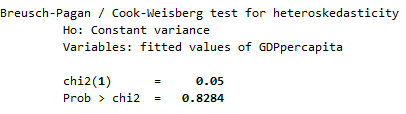 Breusch-Pagan / Cook-Weisberg test for heteroskedasticity
Ho: Constant variance
Variables: fitted values of GDPpercapita
chi2(1) = 0.05
Prob > chi2 = 0.8284